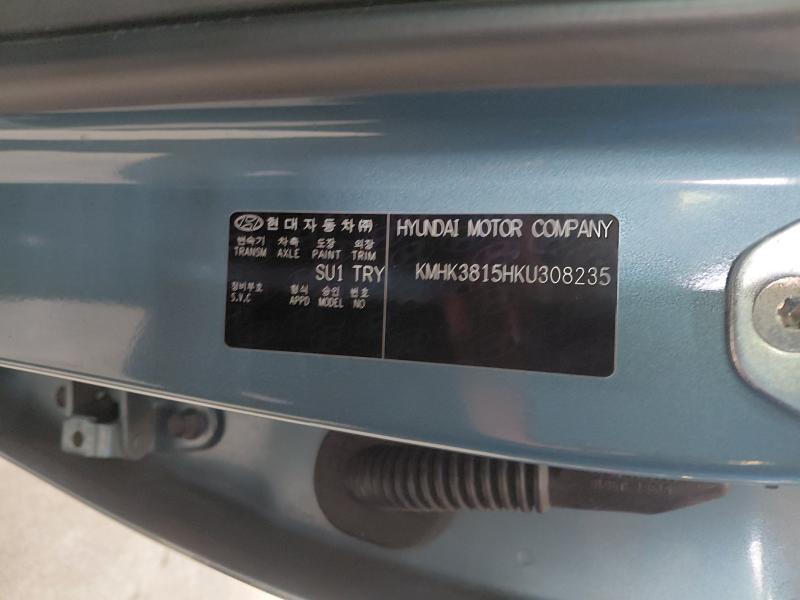 현대자동차㈜
변속기 차축 도장 외장
TRANSM AXLE PAINT TRIM
SU1 TRY
정비부호 형식 승인 번호
S.V.C APPD MODEL NO
HYUNDAI MOTOR COMPANY
KMHK3815HKU308235